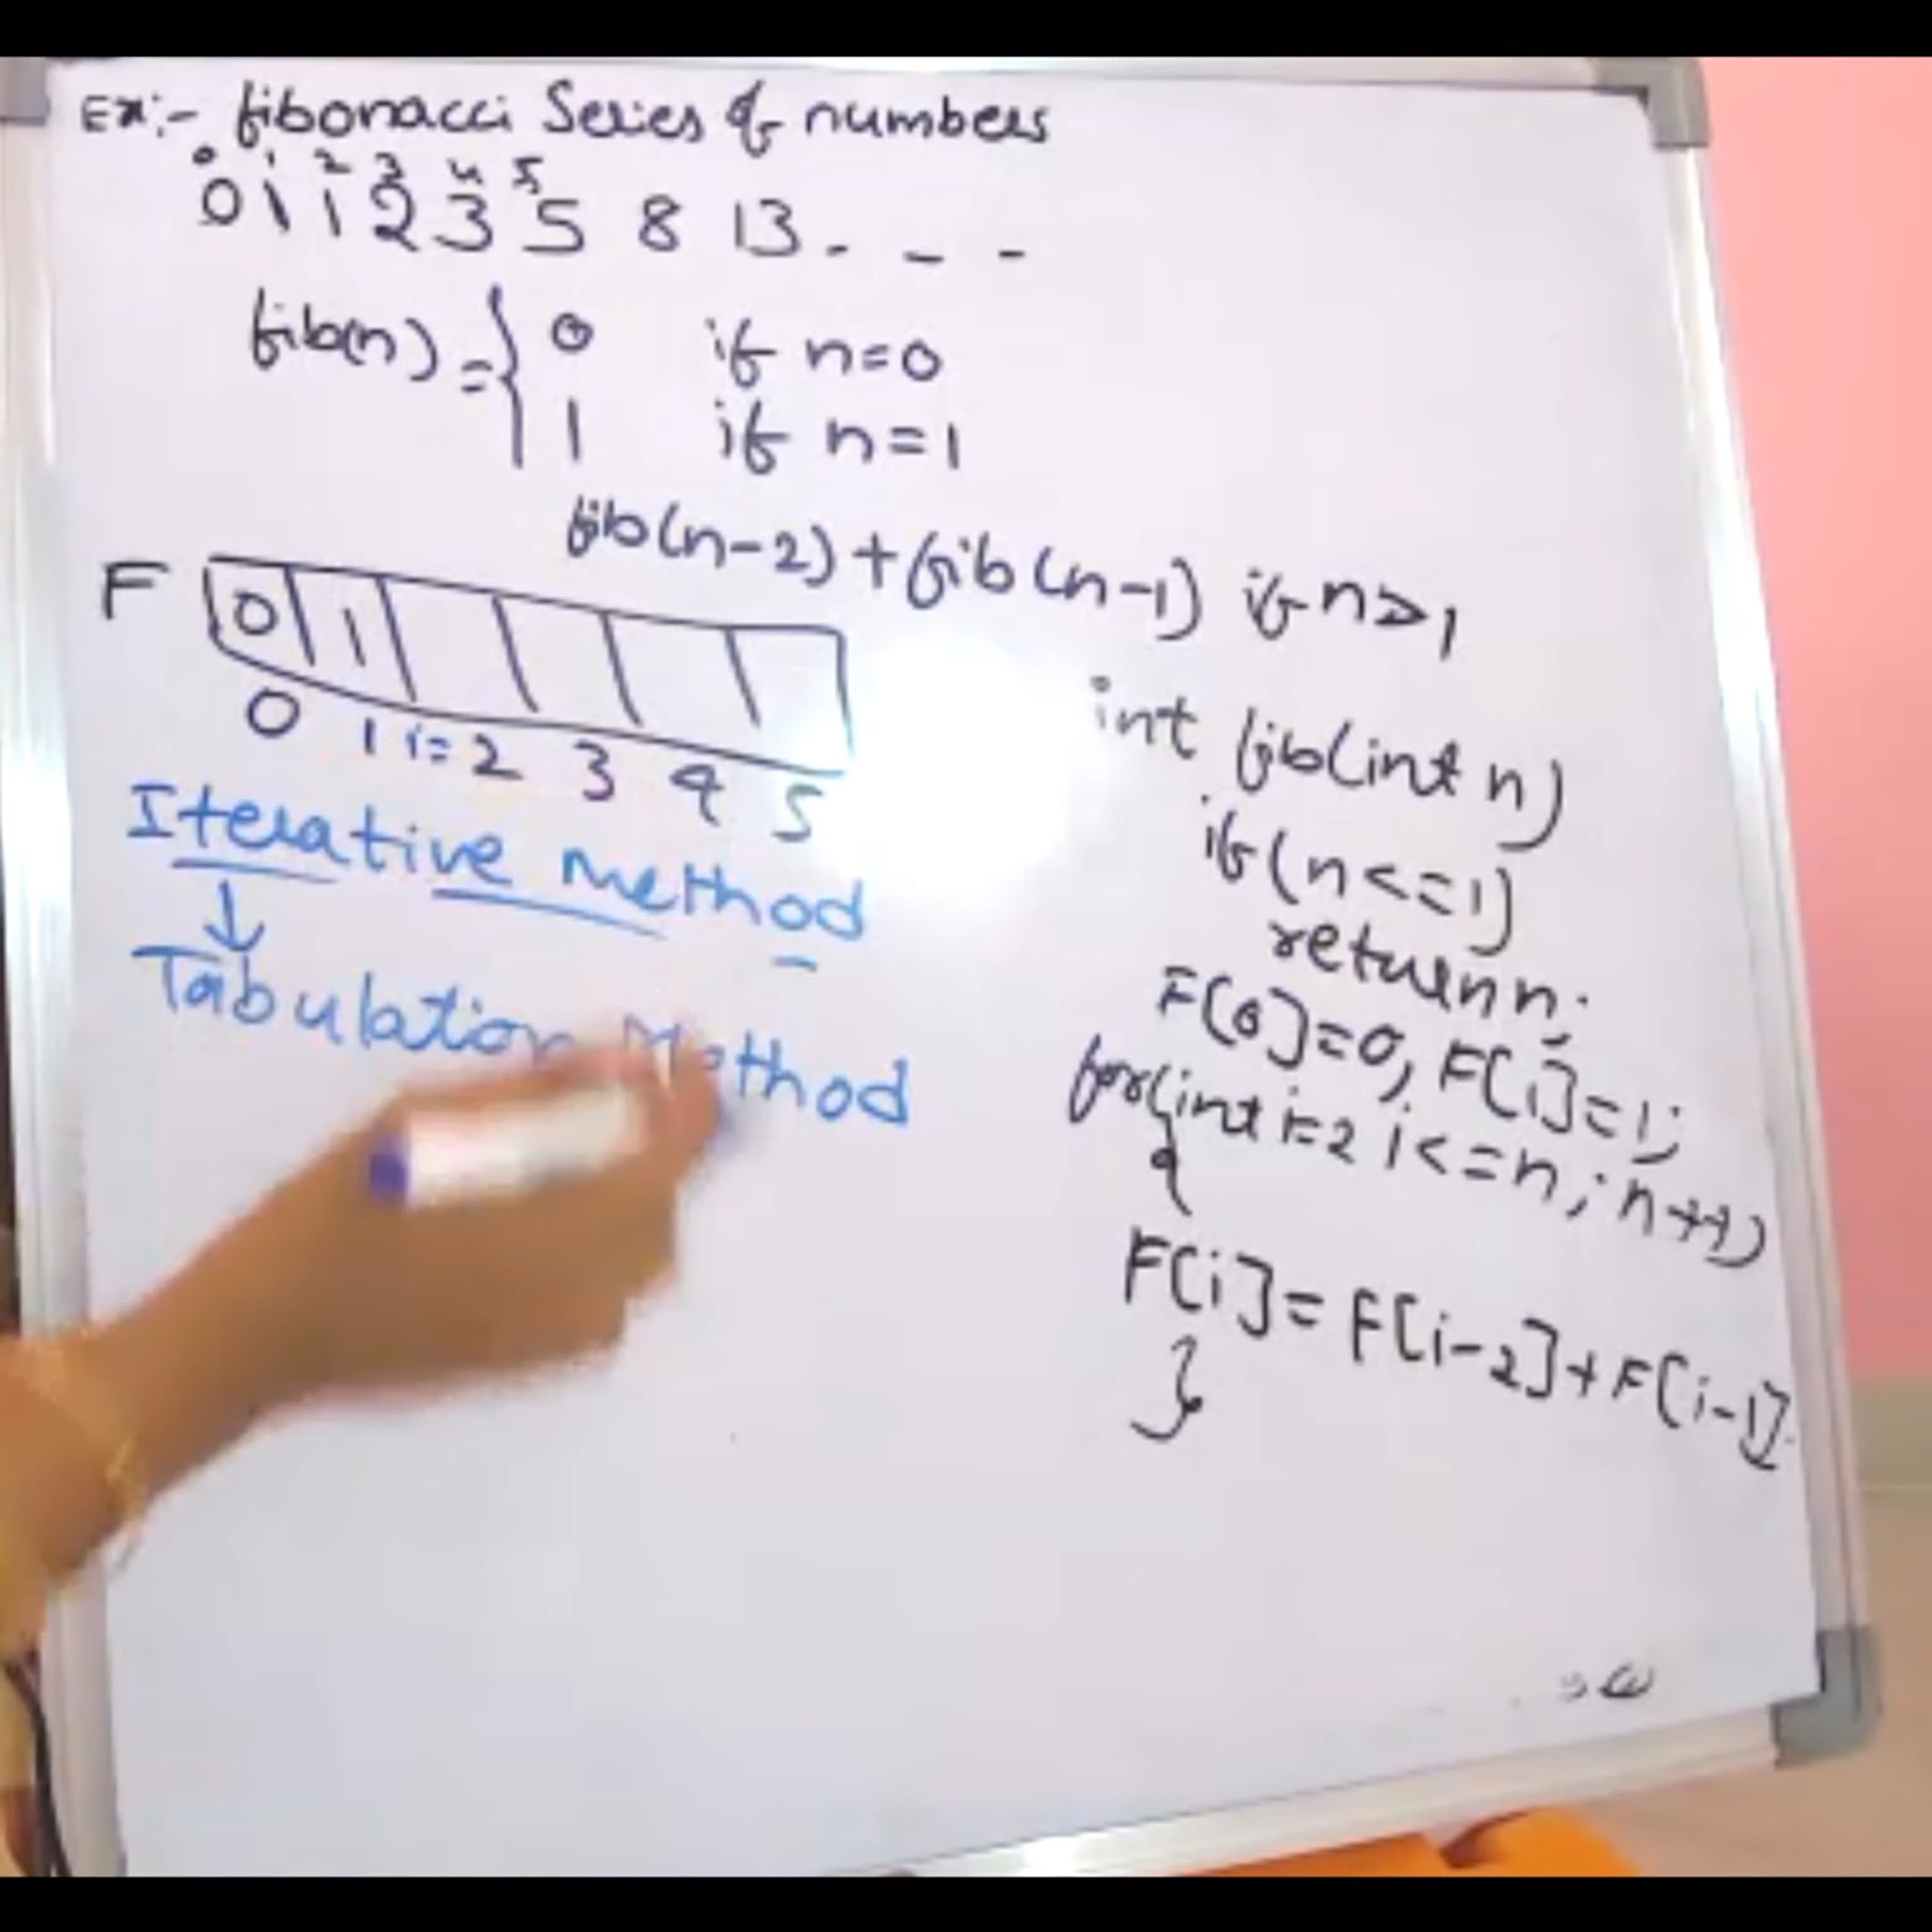 Ex:- fibonacci Series of numbers
0 1 2 3 4 5
0 1 1 2 3 5 8 13 - - -
fib(n) = { 0 if n=0
1 if n=1
fib(n-2)+fib(n-1) if n>1
F 0 1
0 1 i=2 3 4 5
Iterative Method
↓
Tabulation Method
int fib(int n)
if(n<=1)
return n;
F[0]=0, F[1]=1;
for(int i=2 i<=n; n++)
{
F[i]=F[i-2]+F[i-1]
}